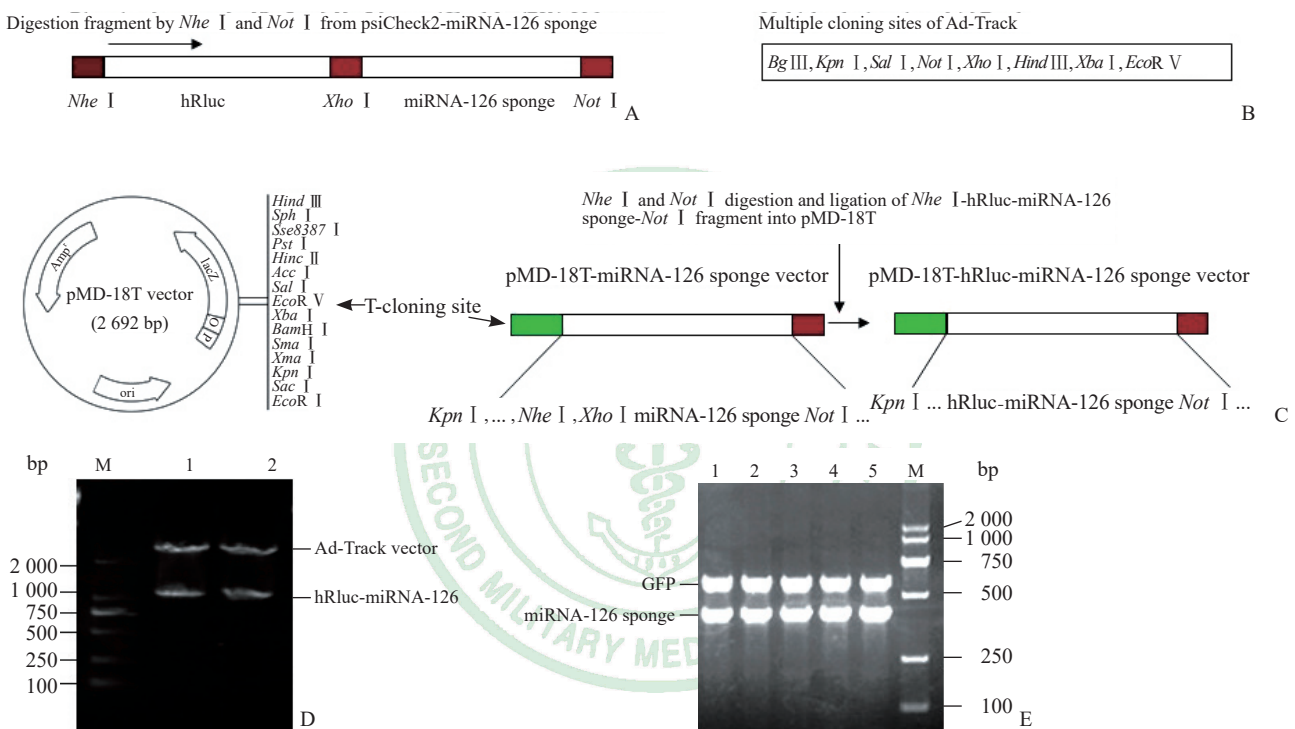 Digestion fragment by Nhe Ⅰ and Not Ⅰ from psiCheck2-miRNA-126 sponge
Nhe Ⅰ hRluc Xho Ⅰ miRNA-126 sponge Not Ⅰ
A
Multiple cloning sites of Ad-Track
Bg Ⅲ, Kpn Ⅰ, Sal Ⅰ, Not Ⅰ, Xho Ⅰ, Hind Ⅲ, Xba Ⅰ, EcoR Ⅴ
B
Ampr
lacZ
O P
pMD-18T vector
(2 692 bp)
ori
Hind Ⅲ
Sph Ⅰ
Sse8387 Ⅰ
Pst Ⅰ
Hinc Ⅱ
Acc Ⅰ
Sal Ⅰ
EcoR Ⅴ
Xba Ⅰ
BamH Ⅰ
Sma Ⅰ
Xma Ⅰ
Kpn Ⅰ
Sac Ⅰ
EcoR Ⅰ
T-cloning site
Nhe Ⅰ and Not Ⅰ digestion and ligation of Nhe Ⅰ-hRluc-miRNA-126
sponge-Not Ⅰ fragment into pMD-18T
pMD-18T-miRNA-126 sponge vector
pMD-18T-hRluc-miRNA-126 sponge vector
Kpn Ⅰ ,... ,Nhe Ⅰ ,Xho Ⅰ miRNA-126 sponge Not Ⅰ ...
Kpn Ⅰ ... hRluc-miRNA-126 sponge Not Ⅰ ...
C
bp M 1 2
Ad-Track vector
2 000
1 000
hRluc-miRNA-126
750
500
250
100
D
1 2 3 4 5 M bp
2 000
1 000
750
GFP
500
miRNA-126 sponge
250
100
E
SECOND MILITARY MED
1949